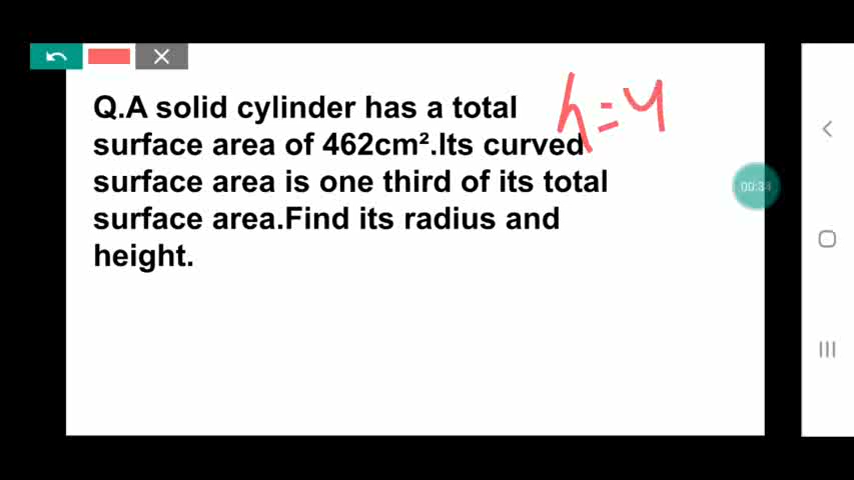 Q.A solid cylinder has a total
surface area of 462cm².Its curved
surface area is one third of its total
surface area.Find its radius and
height.
h=4